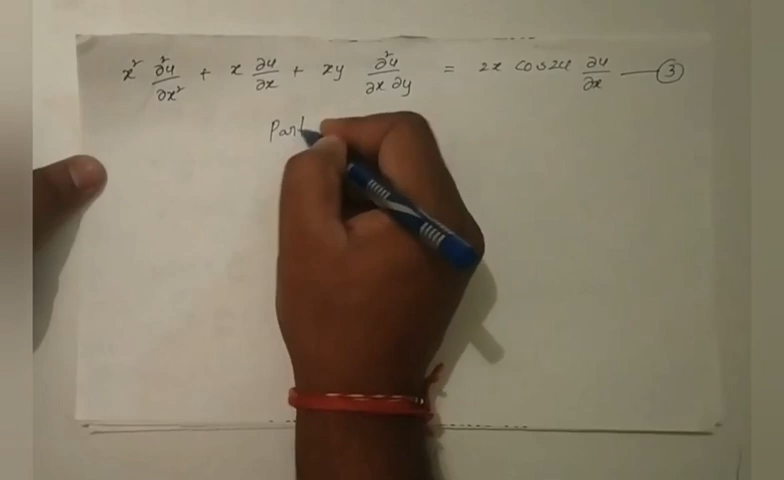 x² ∂²u/∂x² + x ∂u/∂x + xy ∂²u/∂x ∂y = 2x cos2u ∂u/∂x — ③
Part